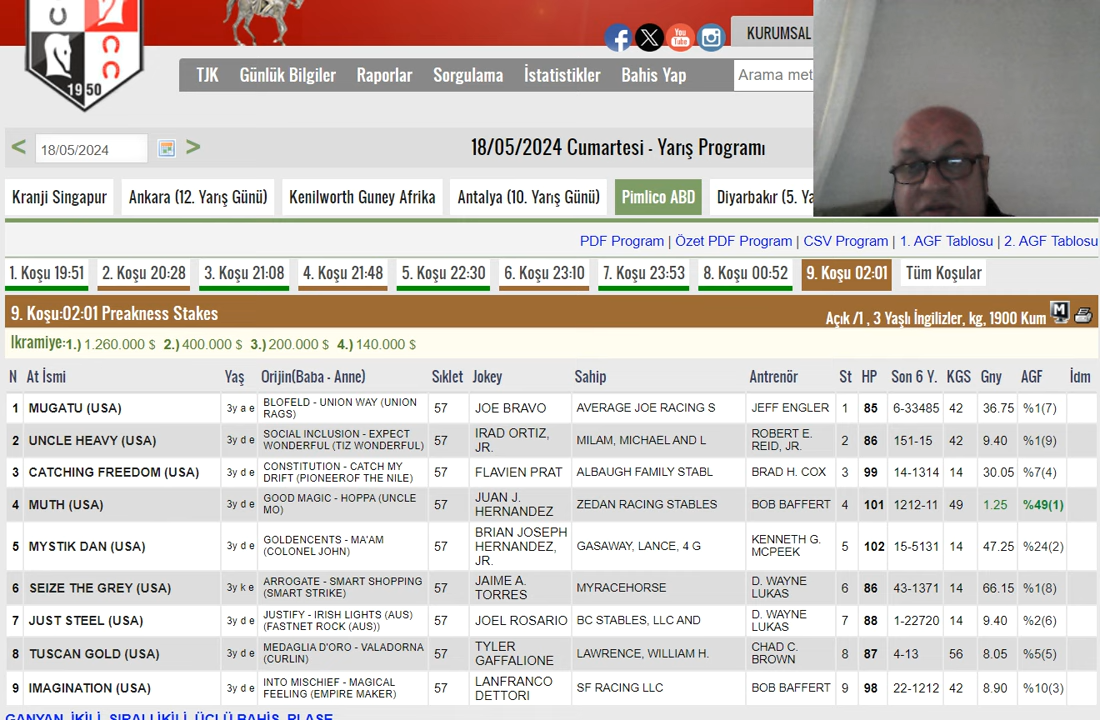 1950
KURUMSAL
TJK Günlük Bilgiler Raporlar Sorgulama İstatistikler Bahis Yap Arama met
< 18/05/2024 > 18/05/2024 Cumartesi - Yarış Programı
Kranji Singapur Ankara (12. Yarış Günü) Kenilworth Guney Afrika Antalya (10. Yarış Günü) Pimlico ABD Diyarbakır (5. Ya
PDF Program | Özet PDF Program | CSV Program | 1. AGF Tablosu | 2. AGF Tablosu
1. Koşu 19:51 2. Koşu 20:28 3. Koşu 21:08 4. Koşu 21:48 5. Koşu 22:30 6. Koşu 23:10 7. Koşu 23:53 8. Koşu 00:52 9. Koşu 02:01 Tüm Koşular
9. Koşu:02:01 Preakness Stakes Açık /1 , 3 Yaşlı İngilizler, kg, 1900 Kum M
Ikramiye:1.) 1.260.000 $ 2.) 400.000 $ 3.) 200.000 $ 4.) 140.000 $
N At İsmi Yaş Orijin(Baba - Anne) Sıklet Jokey Sahip Antrenör St HP Son 6 Y. KGS Gny AGF İdm
1 MUGATU (USA) 3y a e BLOFELD - UNION WAY (UNION RAGS) 57 JOE BRAVO AVERAGE JOE RACING S JEFF ENGLER 1 85 6-33485 42 36.75 %1(7)
2 UNCLE HEAVY (USA) 3y d e SOCIAL INCLUSION - EXPECT WONDERFUL (TIZ WONDERFUL) 57 IRAD ORTIZ, JR. MILAM, MICHAEL AND L ROBERT E. REID, JR. 2 86 151-15 42 9.40 %1(9)
3 CATCHING FREEDOM (USA) 3y d e CONSTITUTION - CATCH MY DRIFT (PIONEEROF THE NILE) 57 FLAVIEN PRAT ALBAUGH FAMILY STABL BRAD H. COX 3 99 14-1314 14 30.05 %7(4)
4 MUTH (USA) 3y d e GOOD MAGIC - HOPPA (UNCLE MO) 57 JUAN J. HERNANDEZ ZEDAN RACING STABLES BOB BAFFERT 4 101 1212-11 49 1.25 %49(1)
5 MYSTIK DAN (USA) 3y d e GOLDENCENTS - MA'AM (COLONEL JOHN) 57 BRIAN JOSEPH HERNANDEZ, JR. GASAWAY, LANCE, 4 G KENNETH G. MCPEEK 5 102 15-5131 14 47.25 %24(2)
6 SEIZE THE GREY (USA) 3y k e ARROGATE - SMART SHOPPING (SMART STRIKE) 57 JAIME A. TORRES MYRACEHORSE D. WAYNE LUKAS 6 86 43-1371 14 66.15 %1(8)
7 JUST STEEL (USA) 3y d e JUSTIFY - IRISH LIGHTS (AUS) (FASTNET ROCK (AUS)) 57 JOEL ROSARIO BC STABLES, LLC AND D. WAYNE LUKAS 7 88 1-22720 14 9.40 %2(6)
8 TUSCAN GOLD (USA) 3y d e MEDAGLIA D'ORO - VALADORNA (CURLIN) 57 TYLER GAFFALIONE LAWRENCE, WILLIAM H. CHAD C. BROWN 8 87 4-13 56 8.05 %5(5)
9 IMAGINATION (USA) 3y d e INTO MISCHIEF - MAGICAL FEELING (EMPIRE MAKER) 57 LANFRANCO DETTORI SF RACING LLC BOB BAFFERT 9 98 22-1212 42 8.90 %10(3)
GANYAN, İKİLİ, SIRALI İKİLİ, ÜÇLÜ BAHİS, PLASE